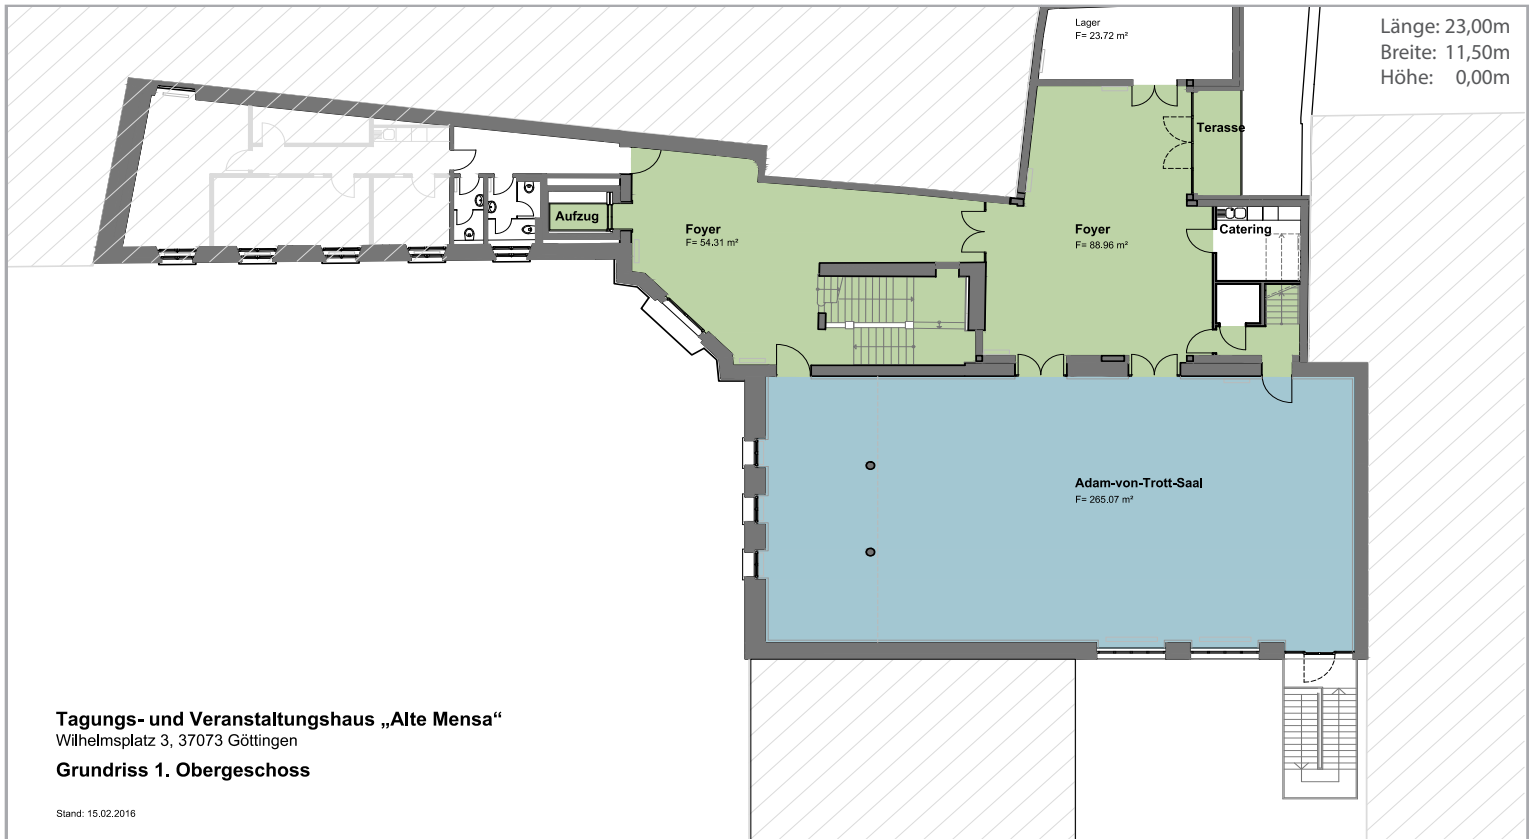 Lager
F= 23.72 m²
Länge: 23,00m
Breite: 11,50m
Höhe: 0,00m
Terasse
Aufzug
Foyer
F= 54.31 m²
Foyer
F= 88.96 m²
Catering
Adam-von-Trott-Saal
F= 265.07 m²
Tagungs- und Veranstaltungshaus „Alte Mensa“
Wilhelmsplatz 3, 37073 Göttingen
Grundriss 1. Obergeschoss
Stand: 15.02.2016